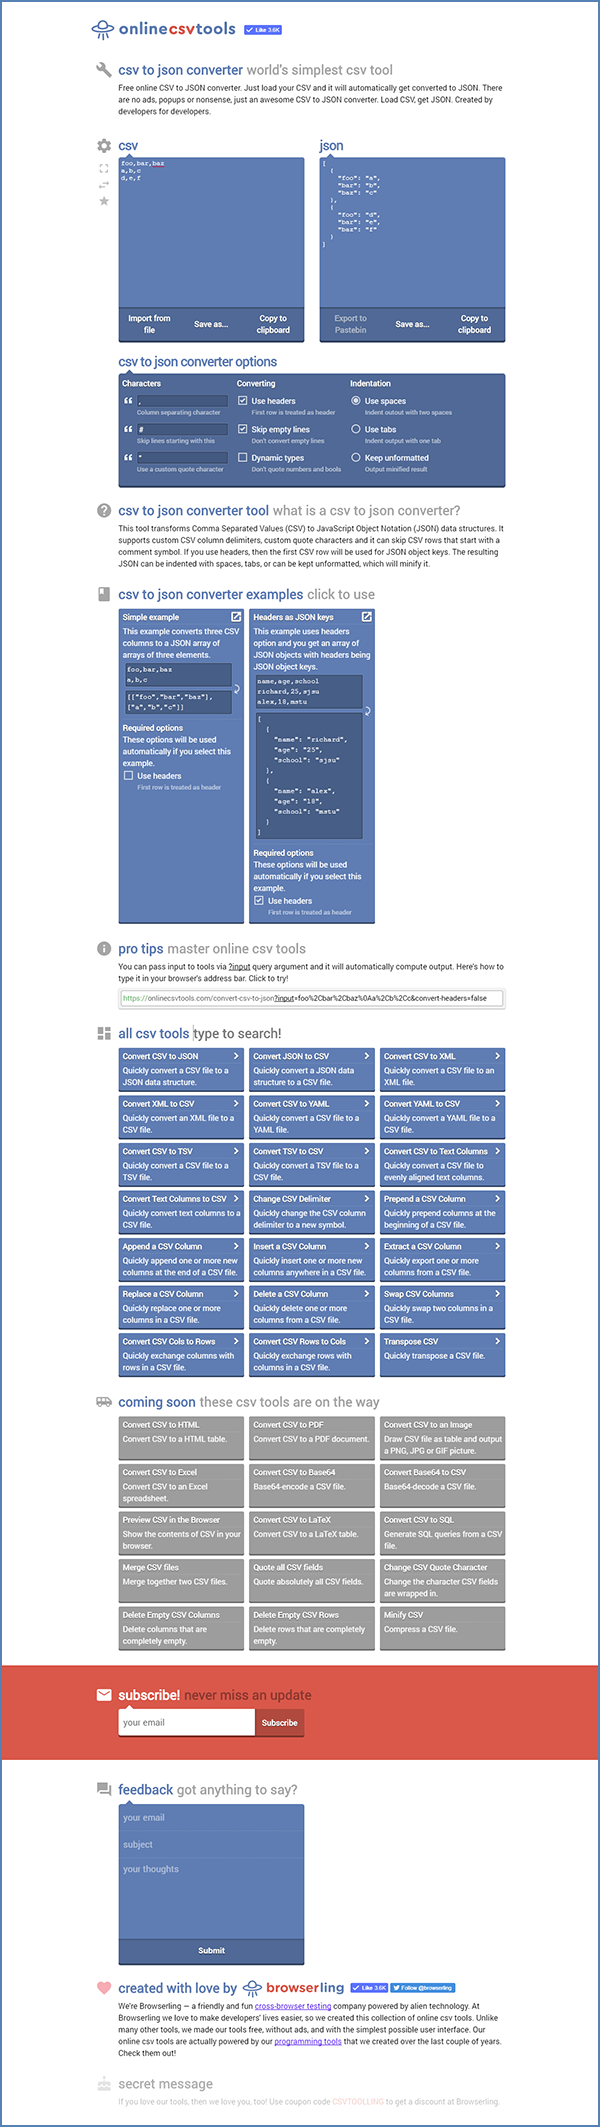 onlinecsvtools Like 3.6K
csv to json converter world's simplest csv tool
Free online CSV to JSON converter. Just load your CSV and it will automatically get converted to JSON. There
are no ads, popups or nonsense, just an awesome CSV to JSON converter. Load CSV, get JSON. Created by
developers for developers.
csv
foo,bar,baz
a,b,c
d,e,f
Import from
file
Save as...
Copy to
clipboard
json
[
{
"foo": "a",
"bar": "b",
"baz": "c"
},
{
"foo": "d",
"bar": "e",
"baz": "f"
}
]
Export to
Pastebin
Save as...
Copy to
clipboard
csv to json converter options
Characters
,
Column separating character
#
Skip lines starting with this
"
Use a custom quote character
Converting
Use headers
First row is treated as header
Skip empty lines
Don't convert empty lines
Dynamic types
Don't quote numbers and bools
Indentation
Use spaces
Indent outout with two spaces
Use tabs
Indent output with one tab
Keep unformatted
Output minified result
csv to json converter tool what is a csv to json converter?
This tool transforms Comma Separated Values (CSV) to JavaScript Object Notation (JSON) data structures. It
supports custom CSV column delimiters, custom quote characters and it can skip CSV rows that start with a
comment symbol. If you use headers, then the first CSV row will be used for JSON object keys. The resulting
JSON can be indented with spaces, tabs, or can be kept unformatted, which will minify it.
csv to json converter examples click to use
Simple example
This example converts three CSV
columns to a JSON array of
arrays of three elements.
foo,bar,baz
a,b,c
[["foo","bar","baz"],
["a","b","c"]]
Required options
These options will be used
automatically if you select this
example.
Use headers
First row is treated as header
Headers as JSON keys
This example uses headers
option and you get an array of
JSON objects with headers being
JSON object keys.
name,age,school
richard,25,sjsu
alex,18,mstu
[
{
"name": "richard",
"age": "25",
"school": "sjsu"
},
{
"name": "alex",
"age": "18",
"school": "mstu"
}
]
Required options
These options will be used
automatically if you select this
example.
Use headers
First row is treated as header
pro tips master online csv tools
You can pass input to tools via ?input query argument and it will automatically compute output. Here's how to
type it in your browser's address bar. Click to try!
https://onlinecsvtools.com/convert-csv-to-json?input=foo%2Cbar%2Cbaz%0Aa%2Cb%2Cc&convert-headers=false
all csv tools type to search!
Convert CSV to JSON
Quickly convert a CSV file to a
JSON data structure.
Convert JSON to CSV
Quickly convert a JSON data
structure to a CSV file.
Convert CSV to XML
Quickly convert a CSV file to an
XML file.
Convert XML to CSV
Quickly convert an XML file to a
CSV file.
Convert CSV to YAML
Quickly convert a CSV file to a
YAML file.
Convert YAML to CSV
Quickly convert a YAML file to a
CSV file.
Convert CSV to TSV
Quickly convert a CSV file to a
TSV file.
Convert TSV to CSV
Quickly convert a TSV file to a
CSV file.
Convert CSV to Text Columns
Quickly convert a CSV file to
evenly aligned text columns.
Convert Text Columns to CSV
Quickly convert text columns to a
CSV file.
Change CSV Delimiter
Quickly change the CSV column
delimiter to a new symbol.
Prepend a CSV Column
Quickly prepend columns at the
beginning of a CSV file.
Append a CSV Column
Quickly append one or more new
columns at the end of a CSV file.
Insert a CSV Column
Quickly insert one or more new
columns anywhere in a CSV file.
Extract a CSV Column
Quickly export one or more
columns from a CSV file.
Replace a CSV Column
Quickly replace one or more
columns in a CSV file.
Delete a CSV Column
Quickly delete one or more
columns from a CSV file.
Swap CSV Columns
Quickly swap two columns in a
CSV file.
Convert CSV Cols to Rows
Quickly exchange columns with
rows in a CSV file.
Convert CSV Rows to Cols
Quickly exchange rows with
columns in a CSV file.
Transpose CSV
Quickly transpose a CSV file.
coming soon these csv tools are on the way
Convert CSV to HTML
Convert CSV to a HTML table.
Convert CSV to PDF
Convert CSV to a PDF document.
Convert CSV to an Image
Draw CSV file as table and output
a PNG, JPG or GIF picture.
Convert CSV to Excel
Convert CSV to an Excel
spreadsheet.
Convert CSV to Base64
Base64-encode a CSV file.
Convert Base64 to CSV
Base64-decode a CSV file.
Preview CSV in the Browser
Show the contents of CSV in your
browser.
Convert CSV to LaTeX
Convert CSV to a LaTeX table.
Convert CSV to SQL
Generate SQL queries from a CSV
file.
Merge CSV files
Merge together two CSV files.
Quote all CSV fields
Quote absolutely all CSV fields.
Change CSV Quote Character
Change the character CSV fields
are wrapped in.
Delete Empty CSV Columns
Delete columns that are
completely empty.
Delete Empty CSV Rows
Delete rows that are completely
empty.
Minify CSV
Compress a CSV file.
subscribe! never miss an update
your email Subscribe
feedback got anything to say?
your email
subject
your thoughts
Submit
created with love by browserling Like 3.6K Follow @browserling
We're Browserling — a friendly and fun cross-browser testing company powered by alien technology. At
Browserling we love to make developers' lives easier, so we created this collection of online csv tools. Unlike
many other tools, we made our tools free, without ads, and with the simplest possible user interface. Our
online csv tools are actually powered by our programming tools that we created over the last couple of years.
Check them out!
secret message
If you love our tools, then we love you, too! Use coupon code CSVTOOLLING to get a discount at Browserling.